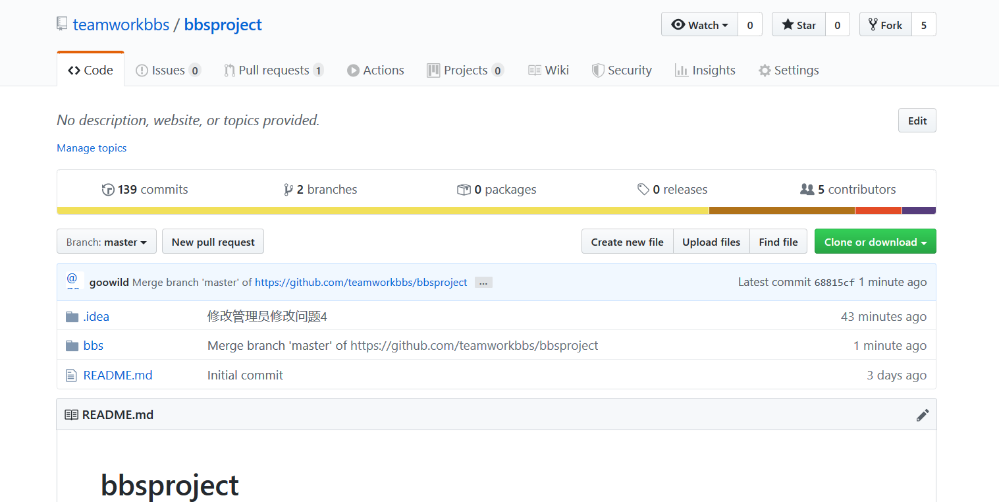 teamworkbbs / bbsproject
Watch 0 Star 0 Fork 5
Code Issues 0 Pull requests 1 Actions Projects 0 Wiki Security Insights Settings
No description, website, or topics provided. Edit
Manage topics
139 commits 2 branches 0 packages 0 releases 5 contributors
Branch: master New pull request Create new file Upload files Find file Clone or download
goowild Merge branch 'master' of https://github.com/teamworkbbs/bbsproject ... Latest commit 68815cf 1 minute ago
.idea 修改管理员修改问题4 43 minutes ago
bbs Merge branch 'master' of https://github.com/teamworkbbs/bbsproject 1 minute ago
README.md Initial commit 3 days ago
README.md
bbsproject